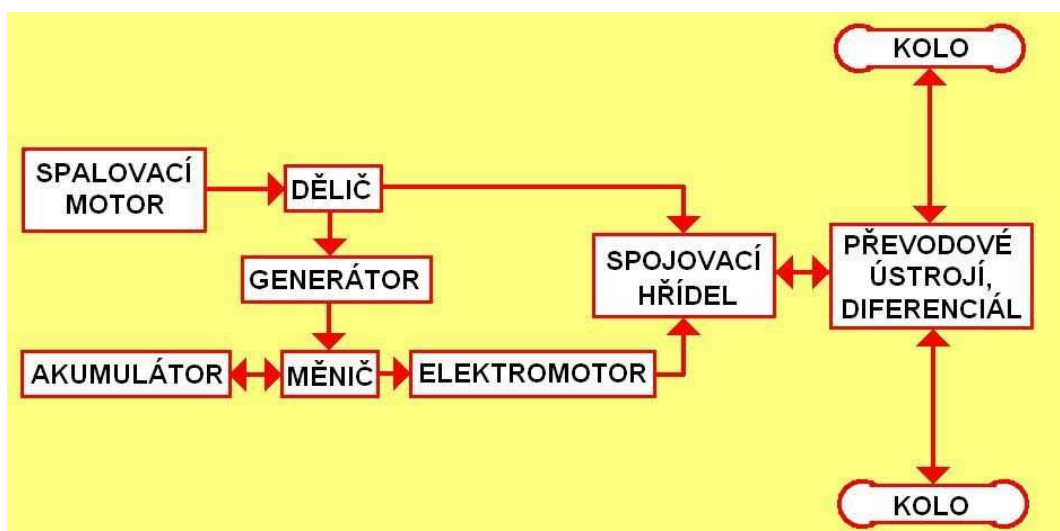 KOLO
SPALOVACÍ
MOTOR
DĚLIČ
GENERÁTOR
SPOJOVACÍ
HŘÍDEL
PŘEVODOVÉ
ÚSTROJÍ,
DIFERENCIÁL
AKUMULÁTOR
MĚNIČ
ELEKTROMOTOR
KOLO